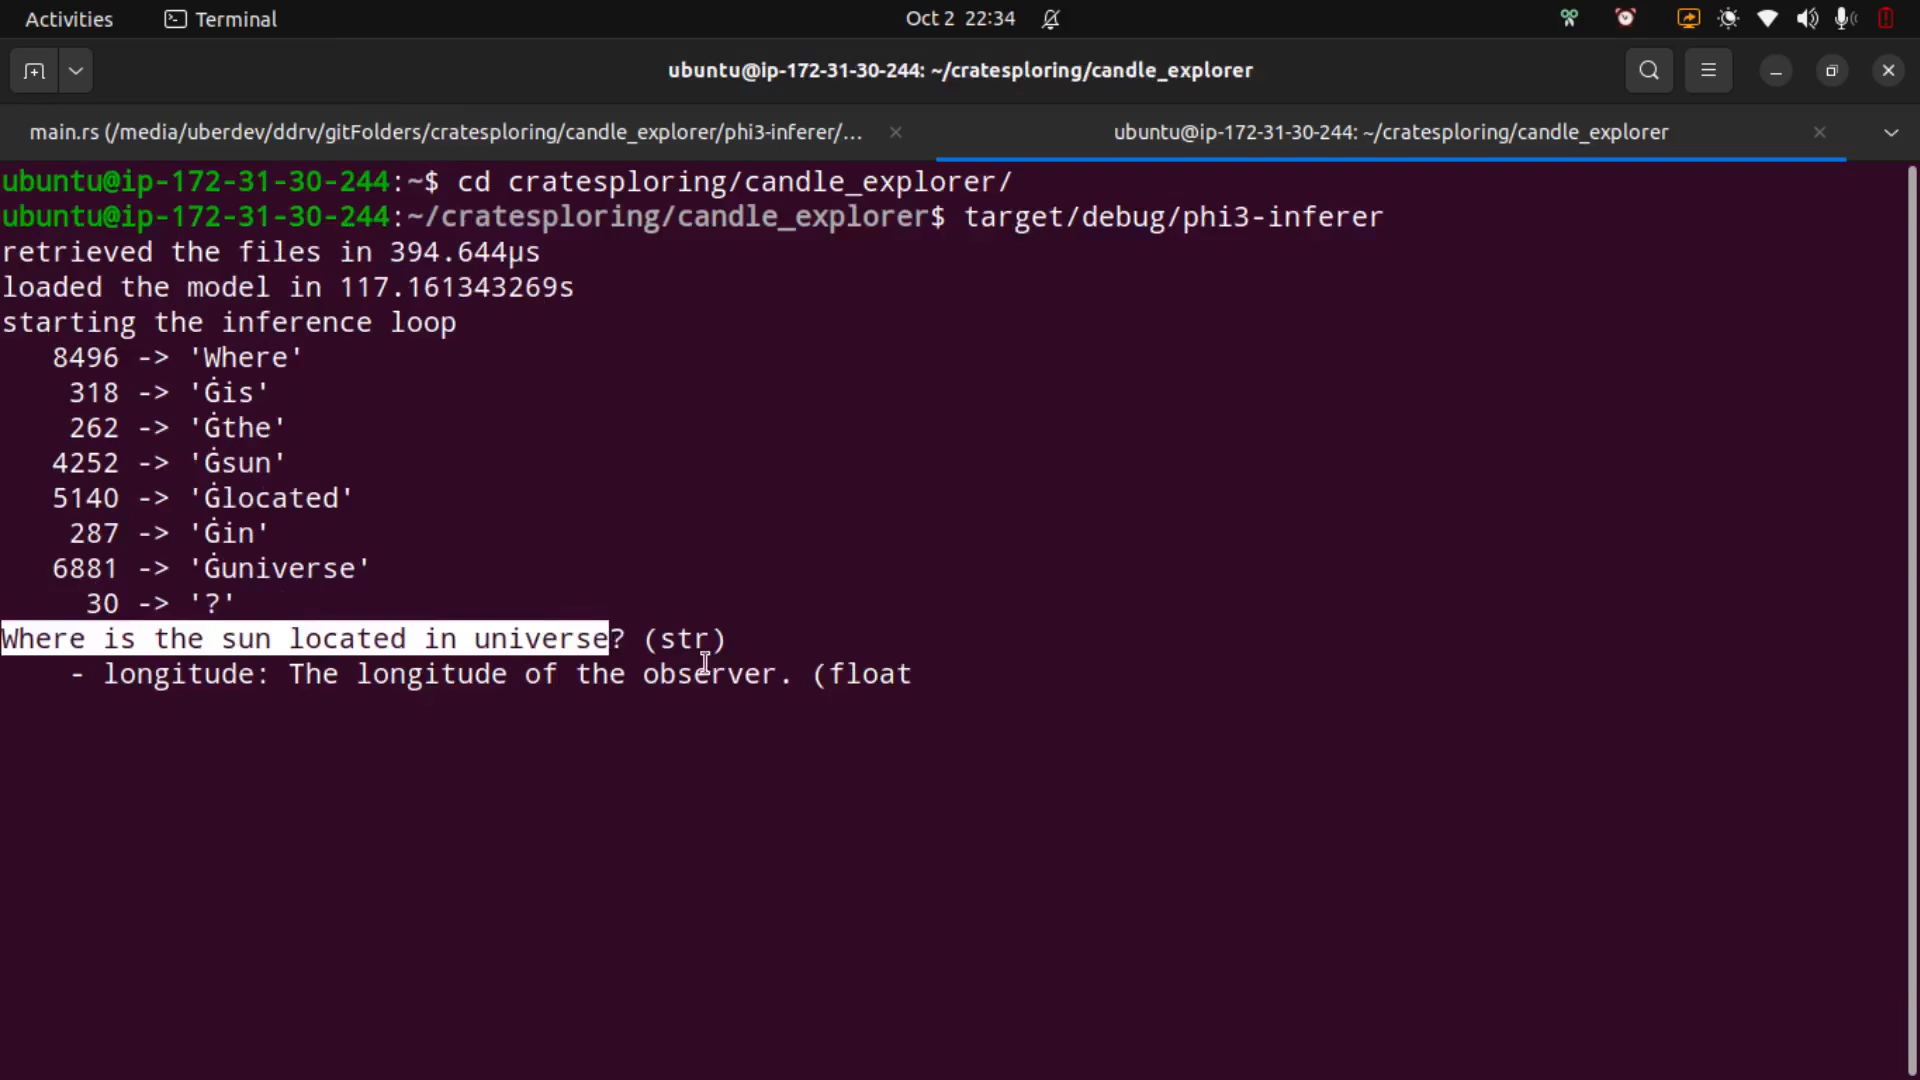 Activities Terminal Oct 2 22:34
ubuntu@ip-172-31-30-244: ~/cratesploring/candle_explorer
main.rs (/media/uberdev/ddrv/gitFolders/cratesploring/candle_explorer/phi3-inferer/... ubuntu@ip-172-31-30-244: ~/cratesploring/candle_explorer
ubuntu@ip-172-31-30-244:~$ cd cratesploring/candle_explorer/
ubuntu@ip-172-31-30-244:~/cratesploring/candle_explorer$ target/debug/phi3-inferer
retrieved the files in 394.644µs
loaded the model in 117.161343269s
starting the inference loop
8496 -> 'Where'
318 -> 'Ġis'
262 -> 'Ġthe'
4252 -> 'Ġsun'
5140 -> 'Ġlocated'
287 -> 'Ġin'
6881 -> 'Ġuniverse'
30 -> '?'
Where is the sun located in universe? (str)
- longitude: The longitude of the observer. (float